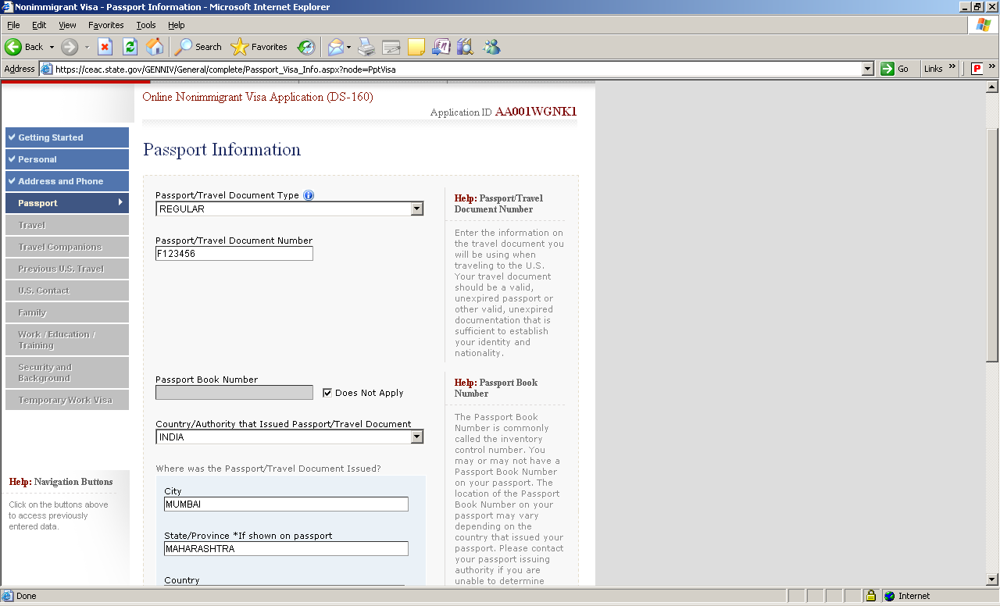 Nonimmigrant Visa - Passport Information - Microsoft Internet Explorer
File Edit View Favorites Tools Help
Back Search Favorites
Address https://ceac.state.gov/GENNIV/General/complete/Passport_Visa_Info.aspx?node=PptVisa Go Links »
Online Nonimmigrant Visa Application (DS-160)
Application ID AA001WGNK1
Getting Started
Personal
Address and Phone
Passport
Travel
Travel Companions
Previous U.S. Travel
U.S. Contact
Family
Work / Education /
Training
Security and
Background
Temporary Work Visa
Help: Navigation Buttons
Click on the buttons above
to access previously
entered data.
Passport Information
Passport/Travel Document Type
REGULAR
Passport/Travel Document Number
F123456
Help: Passport/Travel
Document Number
Enter the information on
the travel document you
will be using when
traveling to the U.S.
Your travel document
should be a valid,
unexpired passport or
other valid, unexpired
documentation that is
sufficient to establish
your identity and
nationality.
Passport Book Number
Does Not Apply
Country/Authority that Issued Passport/Travel Document
INDIA
Where was the Passport/Travel Document Issued?
City
MUMBAI
State/Province *If shown on passport
MAHARASHTRA
Country
Help: Passport Book
Number
The Passport Book
Number is commonly
called the inventory
control number. You
may or may not have a
Passport Book Number
on your passport. The
location of the Passport
Book Number on your
passport may vary
depending on the
country that issued your
passport. Please contact
your passport issuing
authority if you are
unable to determine
Done Internet